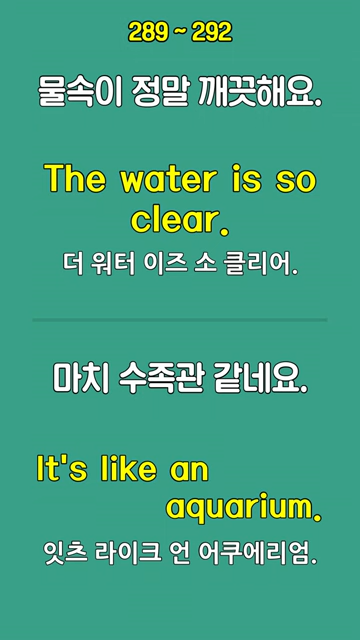 289 ~ 292
물속이 정말 깨끗해요.
The water is so
clear.
더 워터 이즈 소 클리어.
마치 수족관 같네요.
It's like an
aquarium.
잇츠 라이크 언 어쿠에리엄.